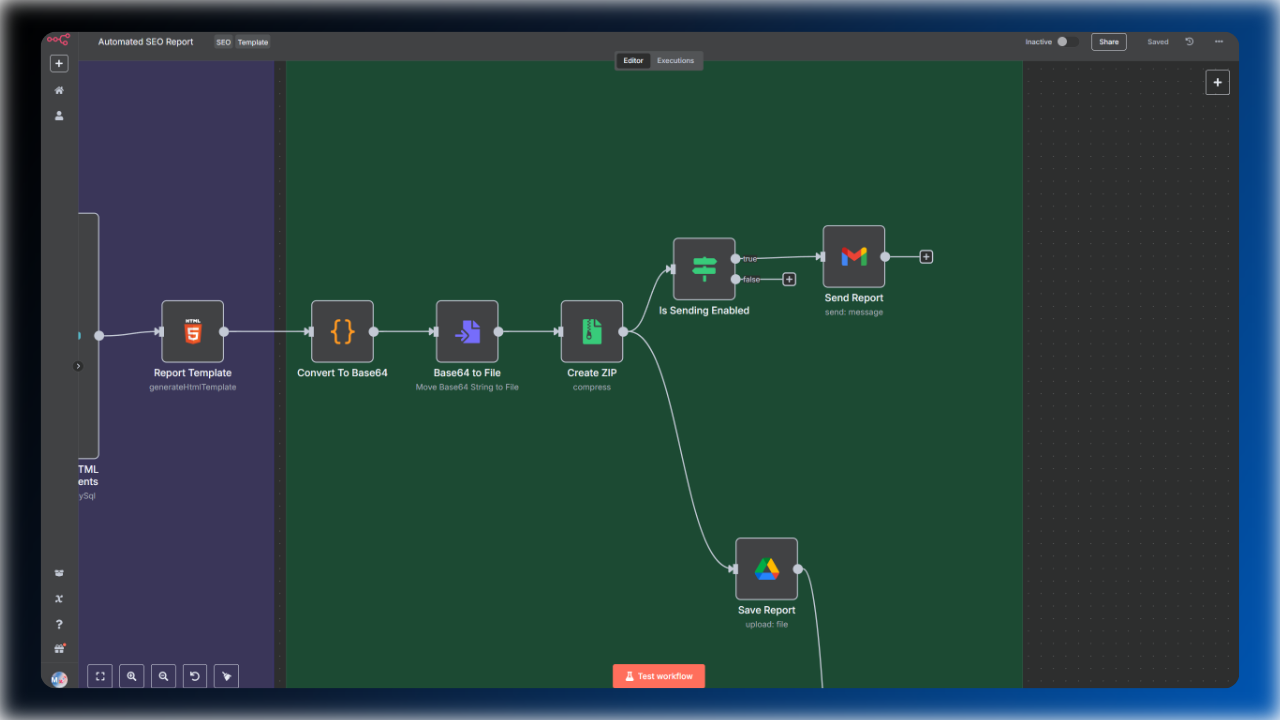 Automated SEO Report
SEO
Template
Inactive
Share
Saved
Editor
Executions
true
false
Is Sending Enabled
Send Report
send: message
HTML
5
Report Template
generateHtmlTemplate
{}
Convert To Base64
Base64 to File
Move Base64 String to File
Create ZIP
compress
TML
ents
ySql
Save Report
upload: file
Test workflow